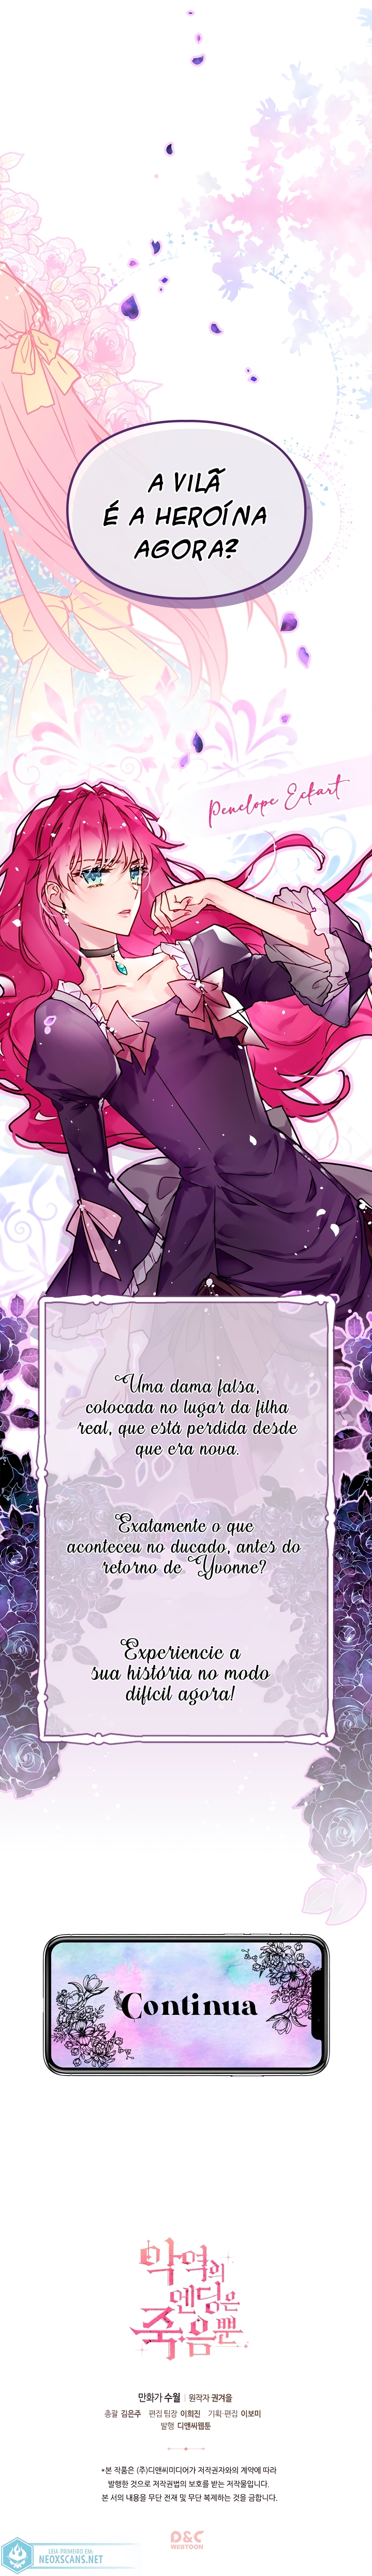 A VILÃ
É A HEROÍNA
AGORA?
Penelope Eckart
Uma dama falsa,
colocada no lugar da filha
real, que está perdida desde
que era nova.
Exatamente o que
aconteceu no ducado, antes do
retorno de Yvonne?
Experiencie a
sua história no modo
difícil agora!
Continua
악역의
엔딩은
죽음뿐
만화가 수월 | 원작자 권겨을
총괄 김은주 편집 팀장 이희진 기획·편집 이보미
발행 디앤씨웹툰
*본 작품은 (주)디앤씨미디어가 저작권자와의 계약에 따라
발행한 것으로 저작권법의 보호를 받는 저작물입니다.
본 서의 내용을 무단 전재 및 무단 복제하는 것을 금합니다.
D&C
WEBTOON
LEIA PRIMEIRO EM:
NEOXSCANS.NET